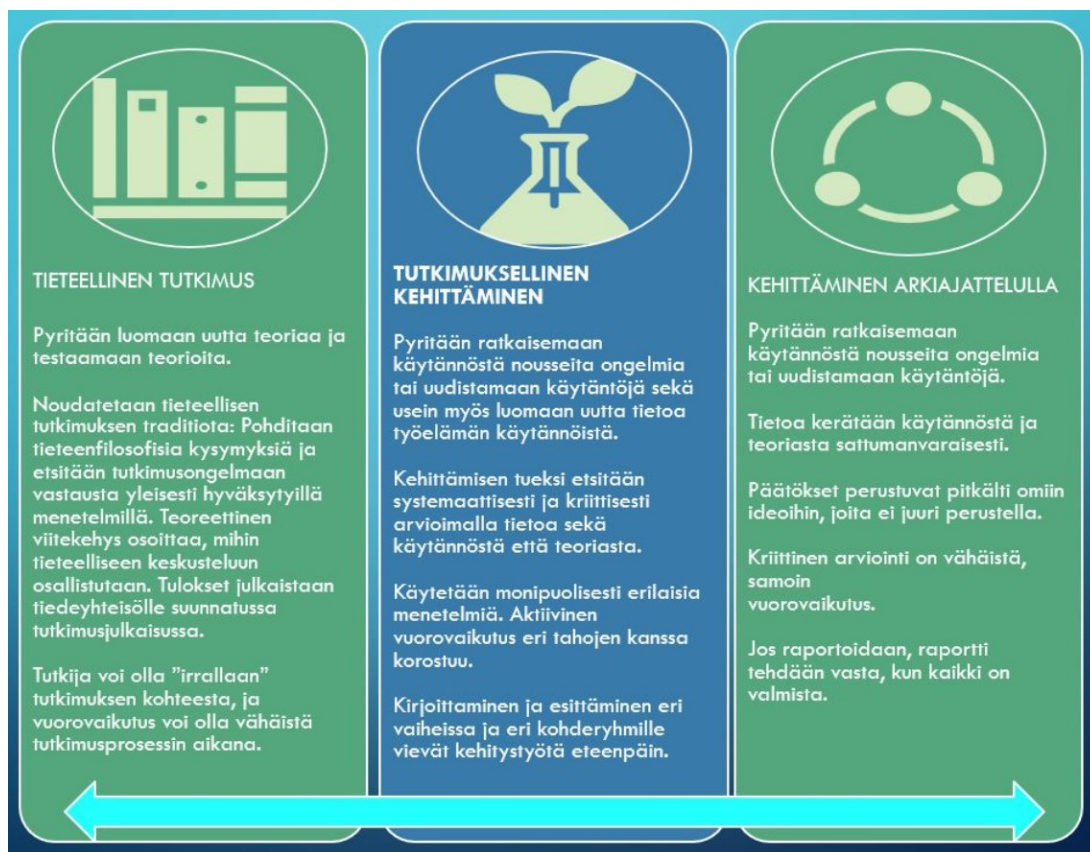 TIETEELLINEN TUTKIMUS
Pyritään luomaan uutta teoriaa ja
testaamaan teorioita.
Noudatetaan tieteellisen
tutkimuksen traditiota: Pohditaan
tieteenfilosofisia kysymyksiä ja
etsitään tutkimusongelmaan
vastausta yleisesti hyväksytyillä
menetelmillä. Teoreettinen
viitekehys osoittaa, mihin
tieteelliseen keskusteluun
osallistutaan. Tulokset julkaistaan
tiedeyhteisölle suunnatussa
tutkimusjulkaisussa.
Tutkija voi olla ”irrallaan”
tutkimuksen kohteesta, ja
vuorovaikutus voi olla vähäistä
tutkimusprosessin aikana.
TUTKIMUKSELLINEN
KEHITTÄMINEN
Pyritään ratkaisemaan
käytännöstä nousseita ongelmia
tai uudistamaan käytäntöjä sekä
usein myös luomaan uutta tietoa
työelämän käytännöistä.
Kehittämisen tueksi etsitään
systemaattisesti ja kriittisesti
arvioimalla tietoa sekä
käytännöstä että teoriasta.
Käytetään monipuolisesti erilaisia
menetelmiä. Aktiivinen
vuorovaikutus eri tahojen kanssa
korostuu.
Kirjoittaminen ja esittäminen eri
vaiheissa ja eri kohderyhmille
vievät kehitystyötä eteenpäin.
KEHITTÄMINEN ARKIAJATTELULLA
Pyritään ratkaisemaan
käytännöstä nousseita ongelmia
tai uudistamaan käytäntöjä.
Tietoa kerätään käytännöstä ja
teoriasta sattumanvaraisesti.
Päätökset perustuvat pitkälti omiin
ideoihin, joita ei juuri perustella.
Kriittinen arviointi on vähäistä,
samoin
vuorovaikutus.
Jos raportoidaan, raportti
tehdään vasta, kun kaikki on
valmista.